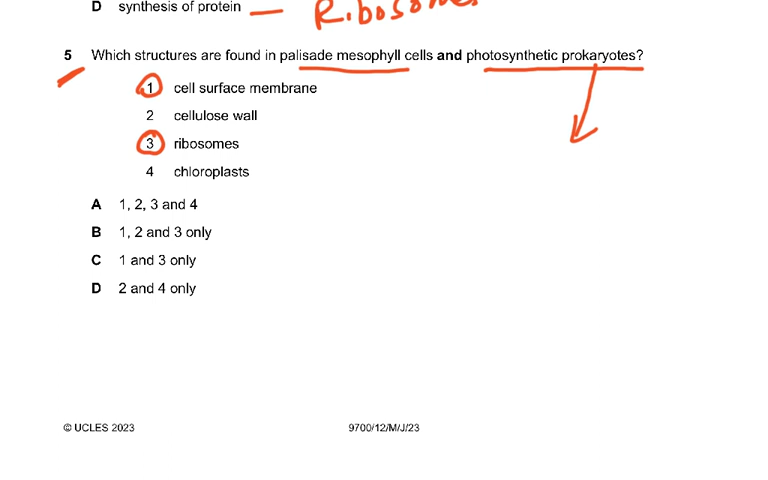 D synthesis of protein — Ribosomes
5 Which structures are found in palisade mesophyll cells and photosynthetic prokaryotes?
1 cell surface membrane
2 cellulose wall
3 ribosomes
4 chloroplasts
A 1, 2, 3 and 4
B 1, 2 and 3 only
C 1 and 3 only
D 2 and 4 only
© UCLES 2023 9700/12/M/J/23